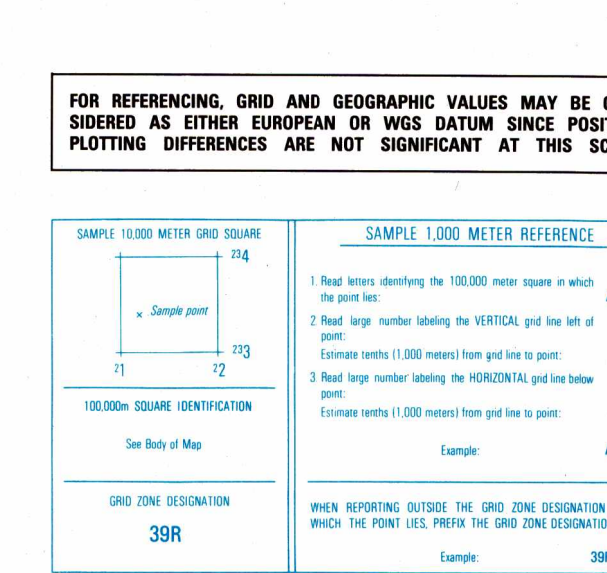 FOR REFERENCING, GRID AND GEOGRAPHIC VALUES MAY BE
SIDERED AS EITHER EUROPEAN OR WGS DATUM SINCE POSIT
PLOTTING DIFFERENCES ARE NOT SIGNIFICANT AT THIS SC
SAMPLE 10,000 METER GRID SQUARE
234
Sample point
233
21 22
100,000m SQUARE IDENTIFICATION
See Body of Map
GRID ZONE DESIGNATION
39R
SAMPLE 1,000 METER REFERENCE
1. Read letters identifying the 100,000 meter square in which
the point lies:
2. Read large number labeling the VERTICAL grid line left of
point:
Estimate tenths (1,000 meters) from grid line to point:
3. Read large number labeling the HORIZONTAL grid line below
point:
Estimate tenths (1,000 meters) from grid line to point:
Example:
WHEN REPORTING OUTSIDE THE GRID ZONE DESIGNATION
WHICH THE POINT LIES, PREFIX THE GRID ZONE DESIGNATIO
Example: 39